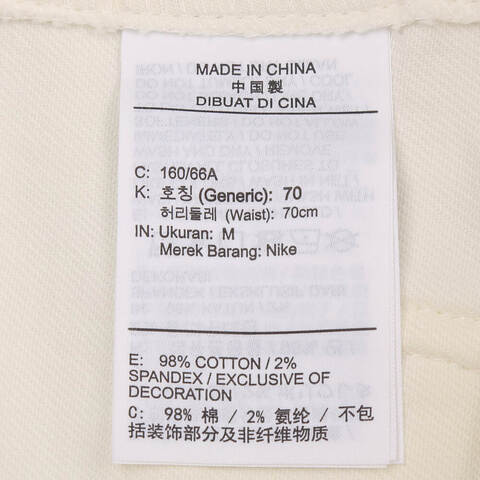 MADE IN CHINA
中国製
DIBUAT DI CINA
C: 160/66A
K: 호칭 (Generic): 70
허리둘레 (Waist): 70cm
IN: Ukuran: M
Merek Barang: Nike
E: 98% COTTON / 2%
SPANDEX / EXCLUSIVE OF
DECORATION
C: 98% 棉 / 2% 氨纶 / 不包
括装饰部分及非纤维物质